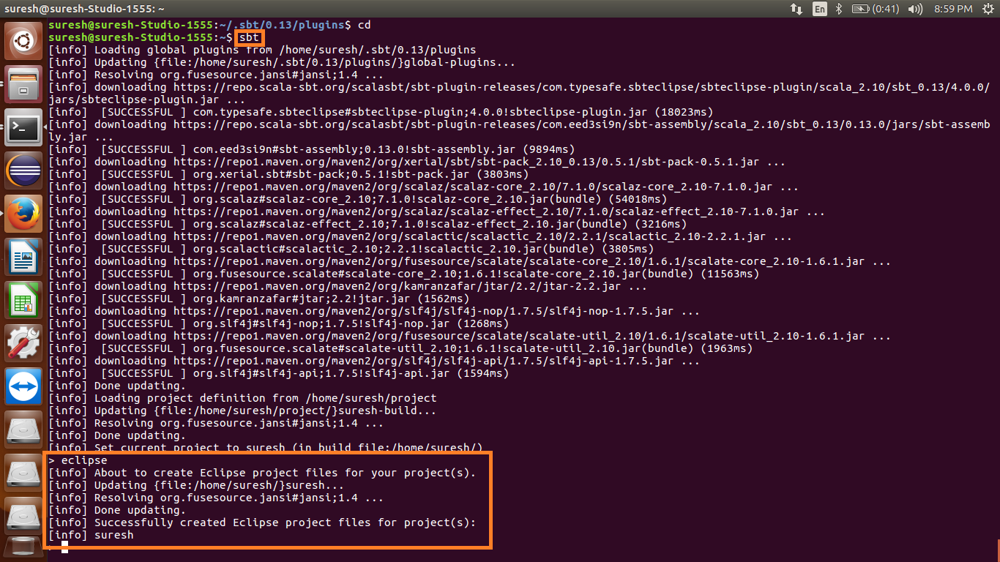 suresh@suresh-Studio-1555: ~
En
(0:41)
8:59 PM
suresh@suresh-Studio-1555:~/.sbt/0.13/plugins$ cd
suresh@suresh-Studio-1555:~$ sbt
[info] Loading global plugins from /home/suresh/.sbt/0.13/plugins
[info] Updating {file:/home/suresh/.sbt/0.13/plugins/}global-plugins...
[info] Resolving org.fusesource.jansi#jansi;1.4 ...
[info] downloading https://repo.scala-sbt.org/scalasbt/sbt-plugin-releases/com.typesafe.sbteclipse/sbteclipse-plugin/scala_2.10/sbt_0.13/4.0.0/
jars/sbteclipse-plugin.jar ...
[info]  [SUCCESSFUL ] com.typesafe.sbteclipse#sbteclipse-plugin;4.0.0!sbteclipse-plugin.jar (18023ms)
[info] downloading https://repo.scala-sbt.org/scalasbt/sbt-plugin-releases/com.eed3si9n/sbt-assembly/scala_2.10/sbt_0.13/0.13.0/jars/sbt-assemb
ly.jar ...
[info]  [SUCCESSFUL ] com.eed3si9n#sbt-assembly;0.13.0!sbt-assembly.jar (9894ms)
[info] downloading https://repo1.maven.org/maven2/org/xerial/sbt/sbt-pack_2.10_0.13/0.5.1/sbt-pack-0.5.1.jar ...
[info]  [SUCCESSFUL ] org.xerial.sbt#sbt-pack;0.5.1!sbt-pack.jar (3803ms)
[info] downloading https://repo1.maven.org/maven2/org/scalaz/scalaz-core_2.10/7.1.0/scalaz-core_2.10-7.1.0.jar ...
[info]  [SUCCESSFUL ] org.scalaz#scalaz-core_2.10;7.1.0!scalaz-core_2.10.jar(bundle) (54018ms)
[info] downloading https://repo1.maven.org/maven2/org/scalaz/scalaz-effect_2.10/7.1.0/scalaz-effect_2.10-7.1.0.jar ...
[info]  [SUCCESSFUL ] org.scalaz#scalaz-effect_2.10;7.1.0!scalaz-effect_2.10.jar(bundle) (3216ms)
[info] downloading https://repo1.maven.org/maven2/org/scalactic/scalactic_2.10/2.2.1/scalactic_2.10-2.2.1.jar ...
[info]  [SUCCESSFUL ] org.scalactic#scalactic_2.10;2.2.1!scalactic_2.10.jar(bundle) (3805ms)
[info] downloading https://repo1.maven.org/maven2/org/fusesource/scalate/scalate-core_2.10/1.6.1/scalate-core_2.10-1.6.1.jar ...
[info]  [SUCCESSFUL ] org.fusesource.scalate#scalate-core_2.10;1.6.1!scalate-core_2.10.jar(bundle) (11563ms)
[info] downloading https://repo1.maven.org/maven2/org/kamranzafar/jtar/2.2/jtar-2.2.jar ...
[info]  [SUCCESSFUL ] org.kamranzafar#jtar;2.2!jtar.jar (1562ms)
[info] downloading https://repo1.maven.org/maven2/org/slf4j/slf4j-nop/1.7.5/slf4j-nop-1.7.5.jar ...
[info]  [SUCCESSFUL ] org.slf4j#slf4j-nop;1.7.5!slf4j-nop.jar (1268ms)
[info] downloading https://repo1.maven.org/maven2/org/fusesource/scalate/scalate-util_2.10/1.6.1/scalate-util_2.10-1.6.1.jar ...
[info]  [SUCCESSFUL ] org.fusesource.scalate#scalate-util_2.10;1.6.1!scalate-util_2.10.jar(bundle) (1963ms)
[info] downloading https://repo1.maven.org/maven2/org/slf4j/slf4j-api/1.7.5/slf4j-api-1.7.5.jar ...
[info]  [SUCCESSFUL ] org.slf4j#slf4j-api;1.7.5!slf4j-api.jar (1594ms)
[info] Done updating.
[info] Loading project definition from /home/suresh/project
[info] Updating {file:/home/suresh/project/}suresh-build...
[info] Resolving org.fusesource.jansi#jansi;1.4 ...
[info] Done updating.
[info] Set current project to suresh (in build file:/home/suresh/)
> eclipse
[info] About to create Eclipse project files for your project(s).
[info] Updating {file:/home/suresh/}suresh...
[info] Resolving org.fusesource.jansi#jansi;1.4 ...
[info] Done updating.
[info] Successfully created Eclipse project files for project(s):
[info] suresh